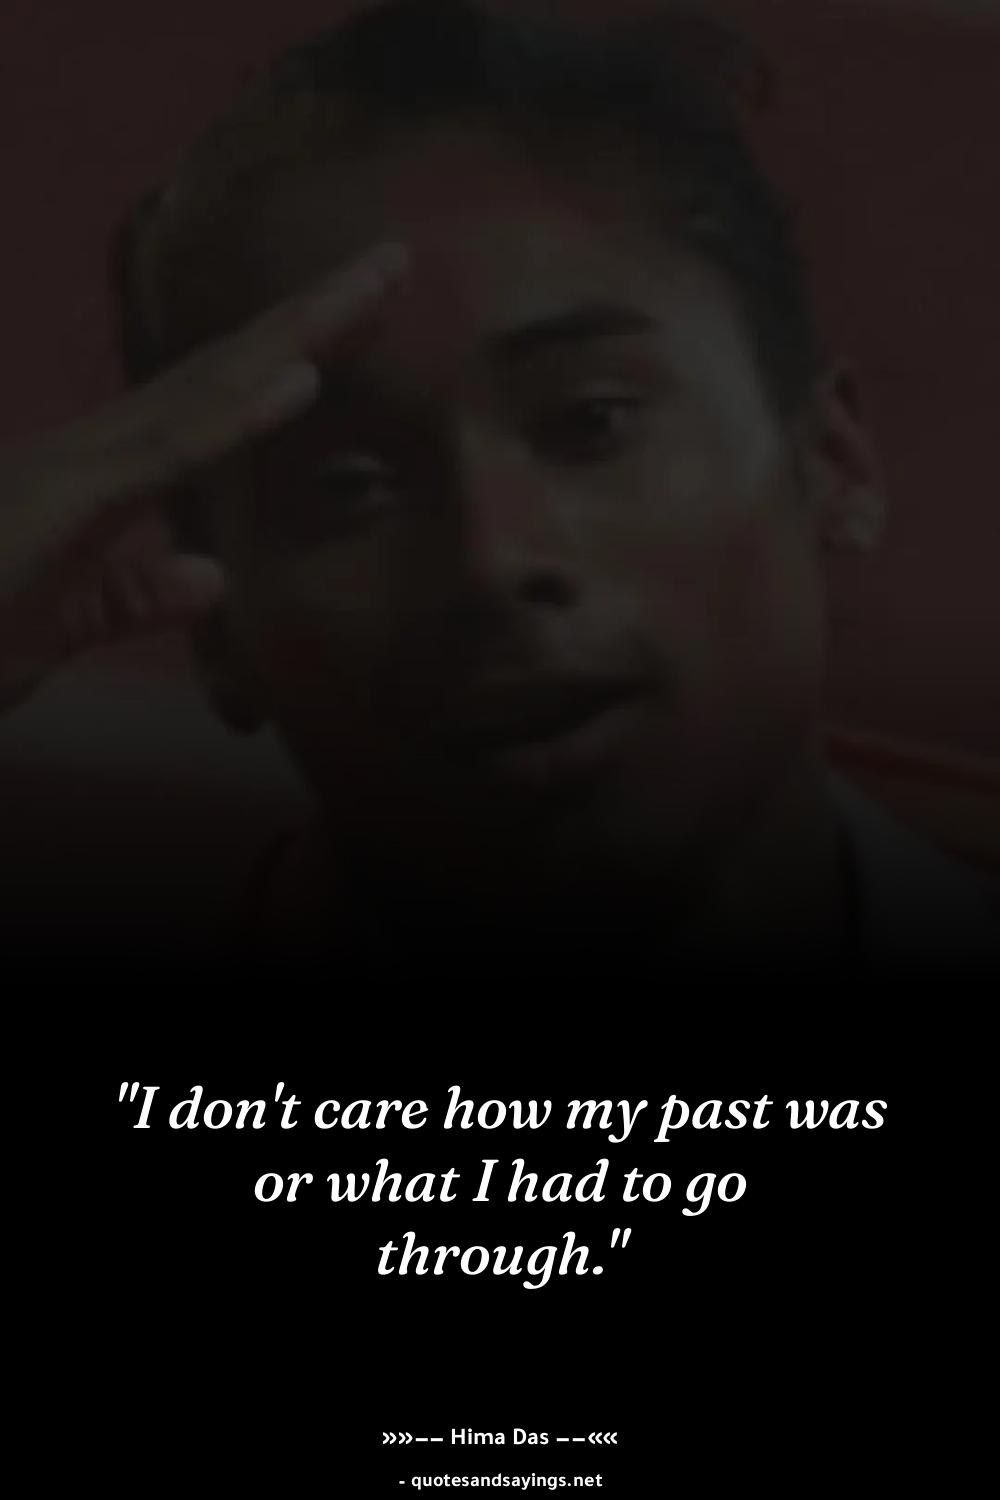 "I don't care how my past was
or what I had to go
through."
»»–– Hima Das ––««
- quotesandsayings.net